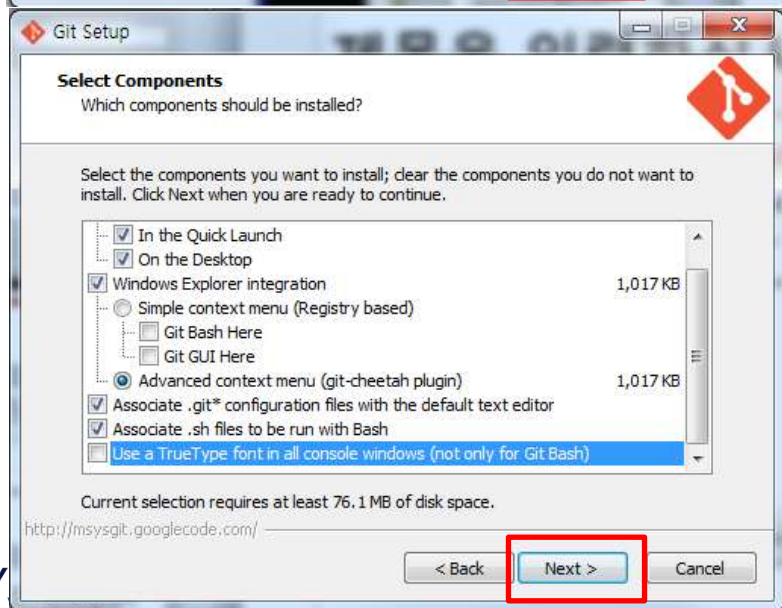 Git Setup
Select Components
Which components should be installed?
Select the components you want to install; clear the components you do not want to
install. Click Next when you are ready to continue.
In the Quick Launch
On the Desktop
Windows Explorer integration 1,017 KB
Simple context menu (Registry based)
Git Bash Here
Git GUI Here
Advanced context menu (git-cheetah plugin) 1,017 KB
Associate .git* configuration files with the default text editor
Associate .sh files to be run with Bash
Use a TrueType font in all console windows (not only for Git Bash)
Current selection requires at least 76.1 MB of disk space.
http://msysgit.googlecode.com/
< Back Next > Cancel